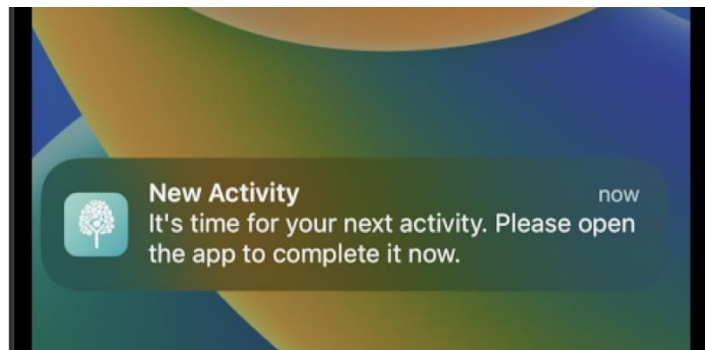 New Activity
now
It's time for your next activity. Please open
the app to complete it now.